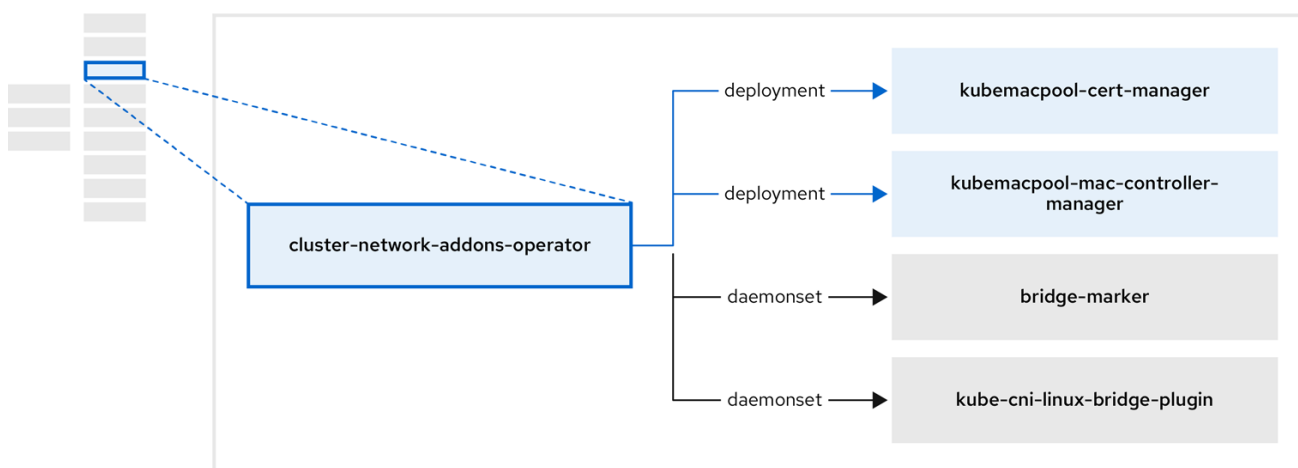 deployment
kubemacpool-cert-manager
deployment
kubemacpool-mac-controller-
manager
cluster-network-addons-operator
daemonset
bridge-marker
daemonset
kube-cni-linux-bridge-plugin